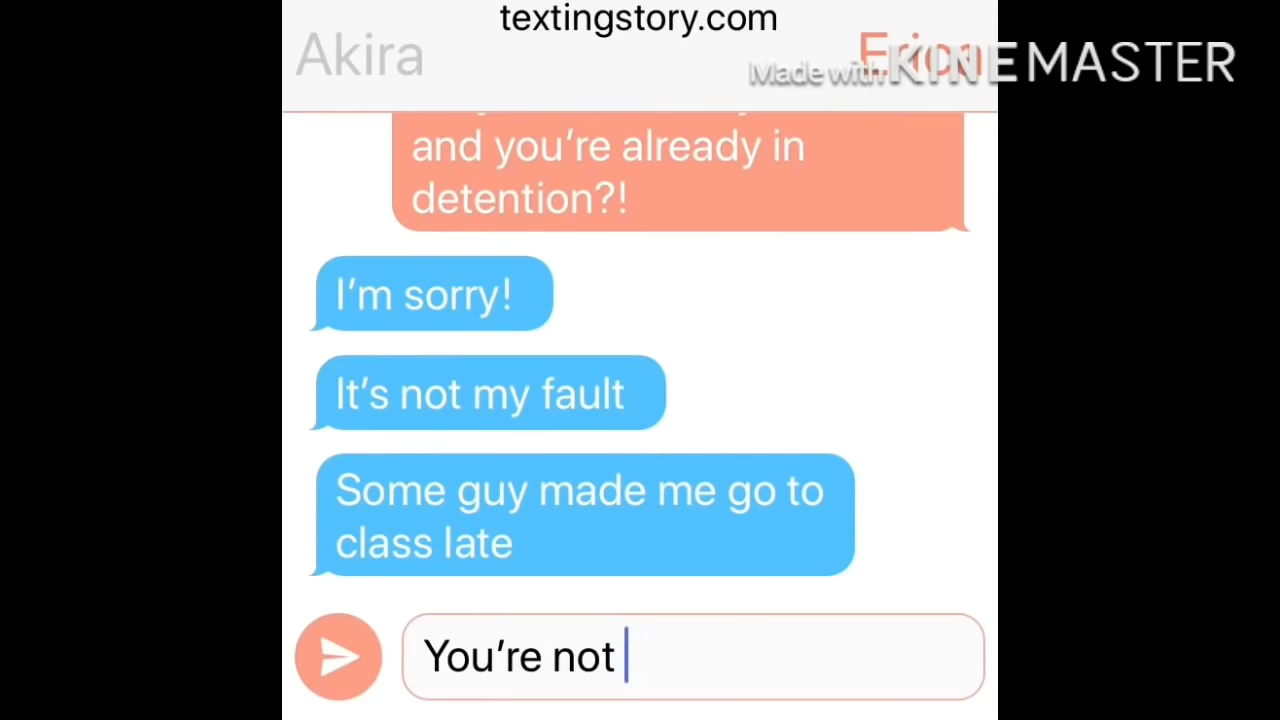 textingstory.com
Akira
Erica
Made with KINEMASTER
and you’re already in
detention?!
I’m sorry!
It’s not my fault
Some guy made me go to
class late
You’re not